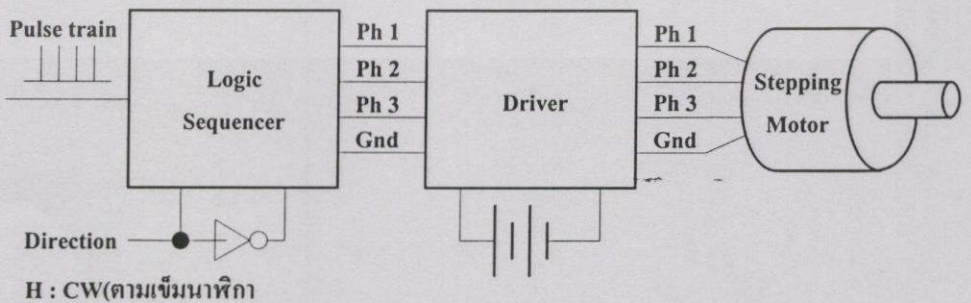 Pulse train
Logic
Sequencer
Ph 1
Ph 2
Ph 3
Gnd
Driver
Ph 1
Ph 2
Ph 3
Gnd
Stepping
Motor
Direction
H : CW(ตามเข็มนาฬิกา